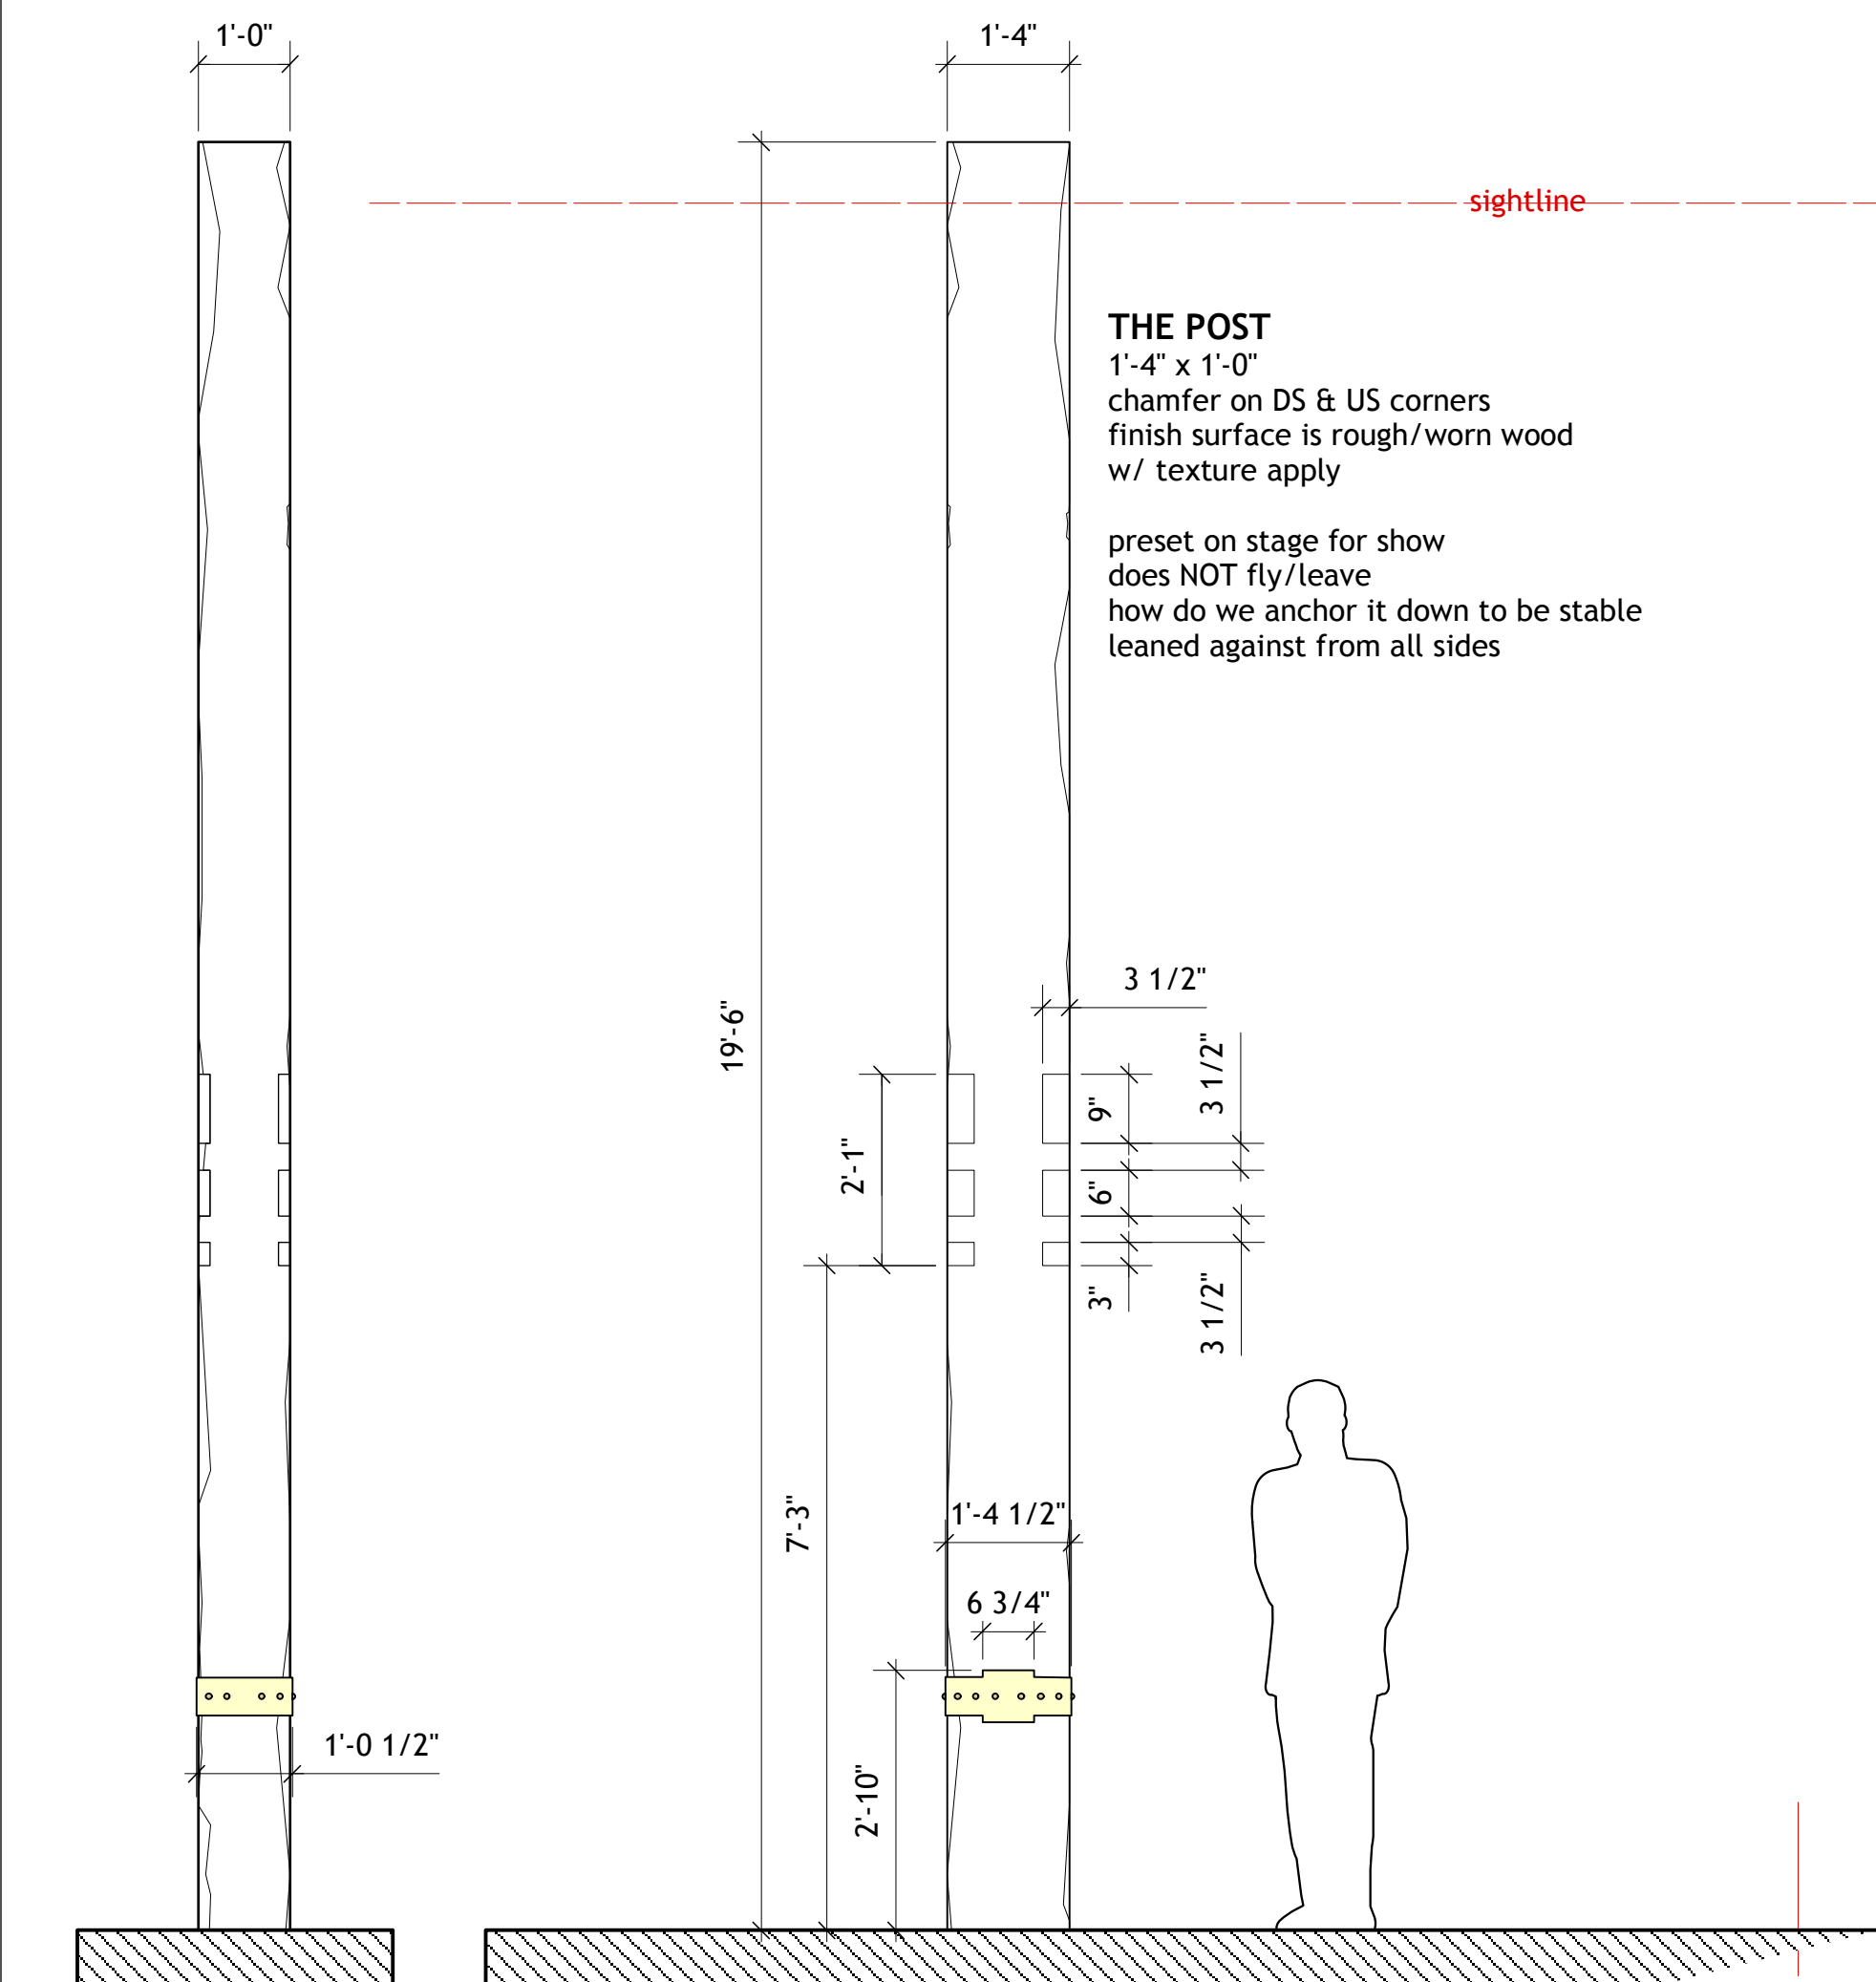 1'-0"
1'-4"
sightline
THE POST
1'-4" x 1'-0"
chamfer on DS & US corners
finish surface is rough/worn wood
w/ texture apply
preset on stage for show
does NOT fly/leave
how do we anchor it down to be stable
leaned against from all sides
3 1/2"
19'-6"
3 1/2"
9"
2'-1"
6"
3"
3 1/2"
7'-3"
1'-4 1/2"
6 3/4"
1'-0 1/2"
2'-10"